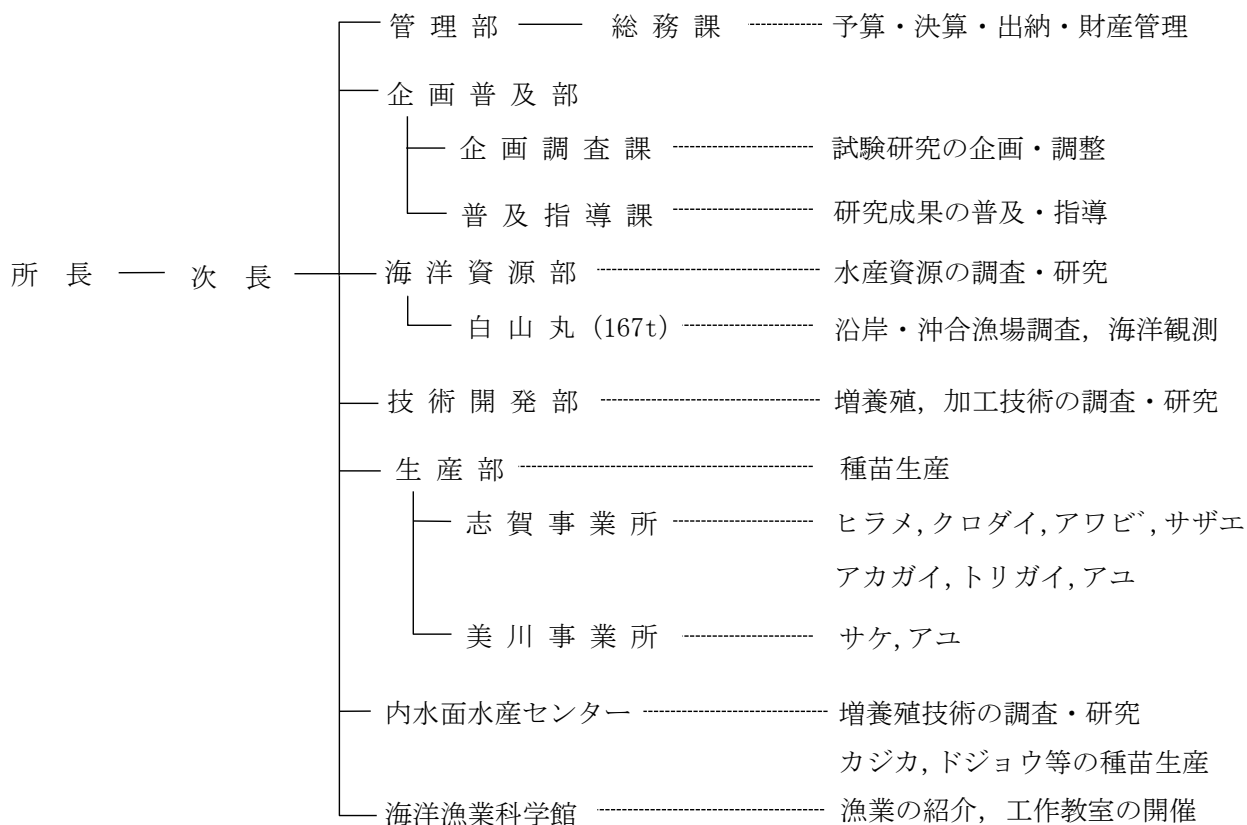 管理部 総務課 予算・決算・出納・財産管理
企画普及部
企画調査課 試験研究の企画・調整
普及指導課 研究成果の普及・指導
所長 次長 海洋資源部 水産資源の調査・研究
白山丸(167t) 沿岸・沖合漁場調査,海洋観測
技術開発部 増養殖,加工技術の調査・研究
生産部 種苗生産
志賀事業所 ヒラメ,クロダイ,アワビ゛,サザエ
アカガイ,トリガイ,アユ
美川事業所 サケ,アユ
内水面水産センター 増養殖技術の調査・研究
カジカ,ドジョウ等の種苗生産
海洋漁業科学館 漁業の紹介,工作教室の開催